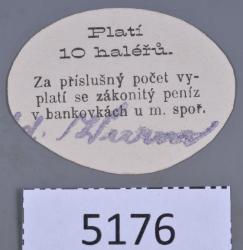 Platí
10 haléřů.
Za příslušný počet vy-
platí se zákonitý peníz
v bankovkách u m. spoř.
5176